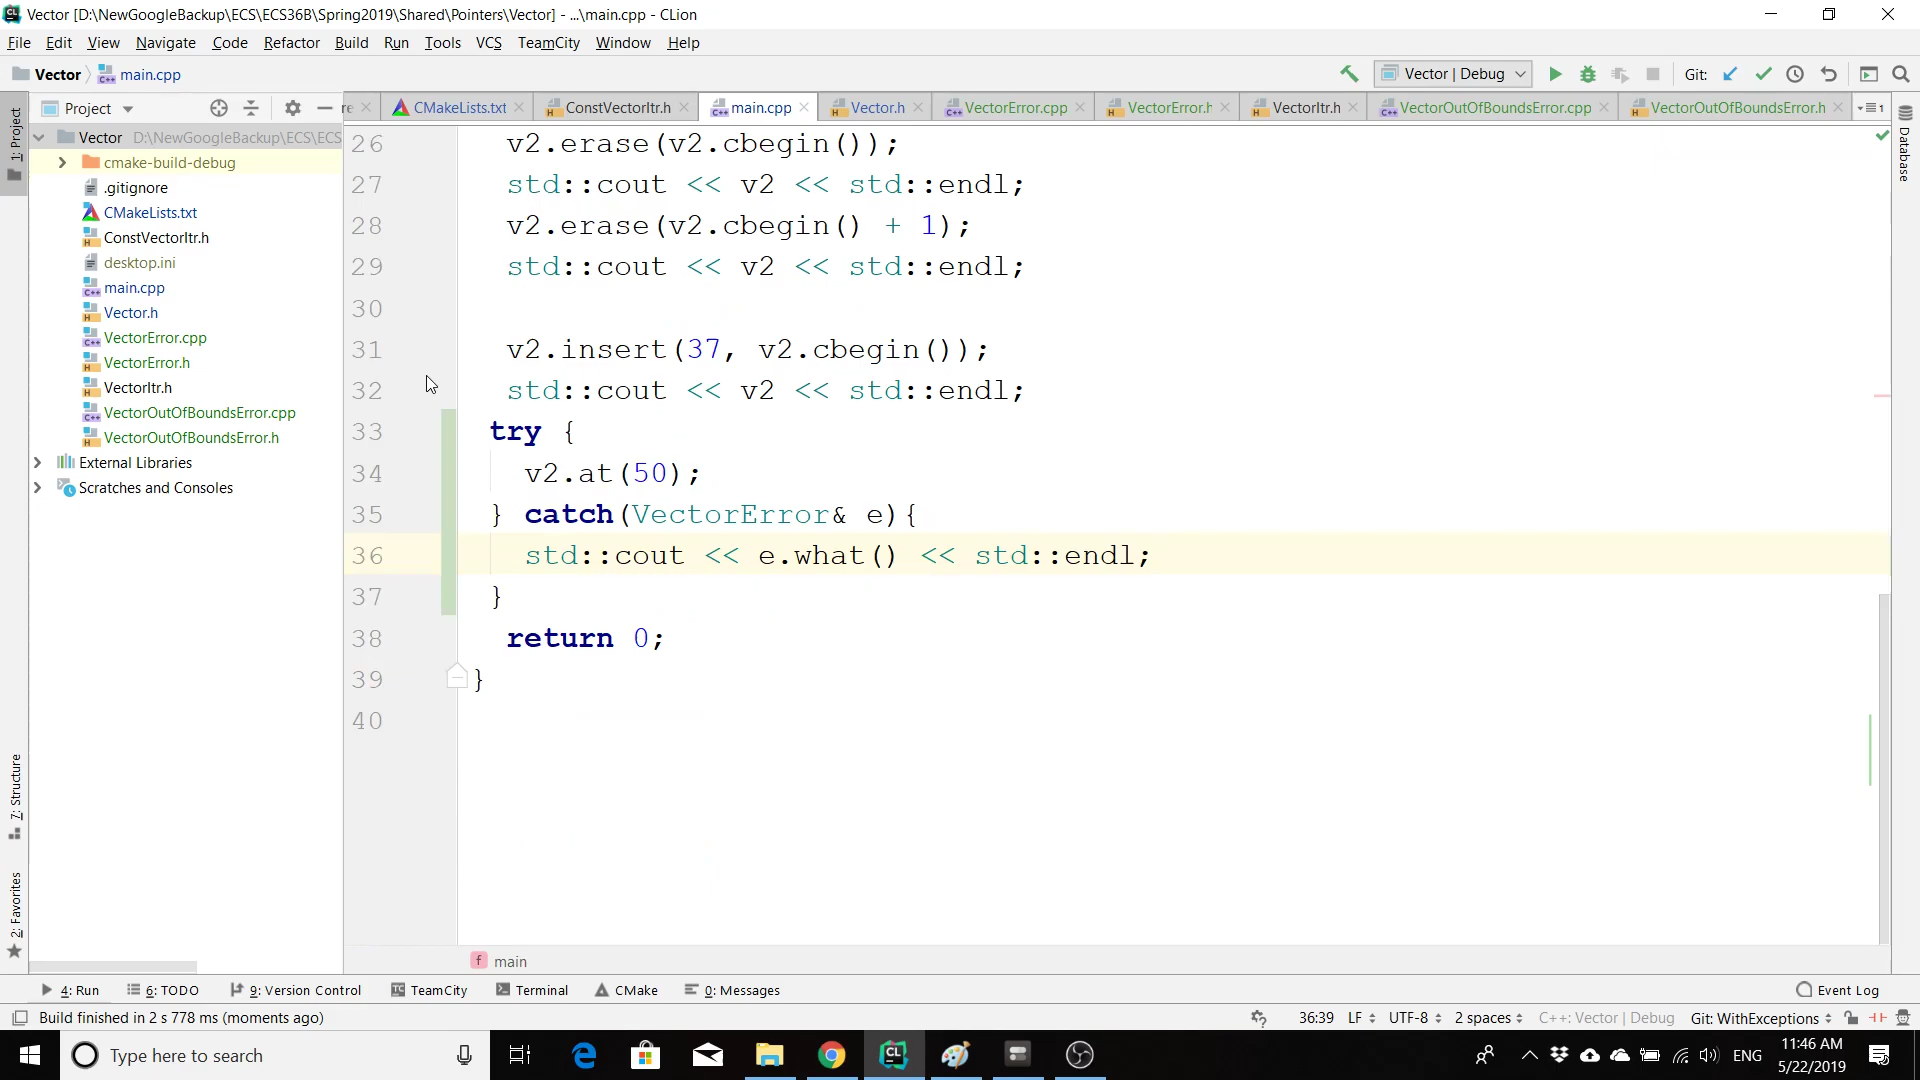 Vector [D:\NewGoogleBackup\ECS\ECS36B\Spring2019\Shared\Pointers\Vector] - ...\main.cpp - CLion
File Edit View Navigate Code Refactor Build Run Tools VCS TeamCity Window Help
Vector main.cpp Vector | Debug Git:
Project CMakeLists.txt ConstVectorItr.h main.cpp Vector.h VectorError.cpp VectorError.h VectorItr.h VectorOutOfBoundsError.cpp VectorOutOfBoundsError.h
1: Project
Vector D:\NewGoogleBackup\ECS\ECS
cmake-build-debug
.gitignore
CMakeLists.txt
ConstVectorItr.h
desktop.ini
main.cpp
Vector.h
VectorError.cpp
VectorError.h
VectorItr.h
VectorOutOfBoundsError.cpp
VectorOutOfBoundsError.h
External Libraries
Scratches and Consoles
7: Structure
2: Favorites
26 v2.erase(v2.cbegin());
27 std::cout << v2 << std::endl;
28 v2.erase(v2.cbegin() + 1);
29 std::cout << v2 << std::endl;
30
31 v2.insert(37, v2.cbegin());
32 std::cout << v2 << std::endl;
33 try {
34 v2.at(50);
35 } catch(VectorError& e){
36 std::cout << e.what() << std::endl;
37 }
38 return 0;
39 }
40
Database
f main
4: Run 6: TODO 9: Version Control TeamCity Terminal CMake 0: Messages Event Log
Build finished in 2 s 778 ms (moments ago) 36:39 LF UTF-8 2 spaces C++: Vector | Debug Git: WithExceptions
Type here to search ENG 11:46 AM
5/22/2019